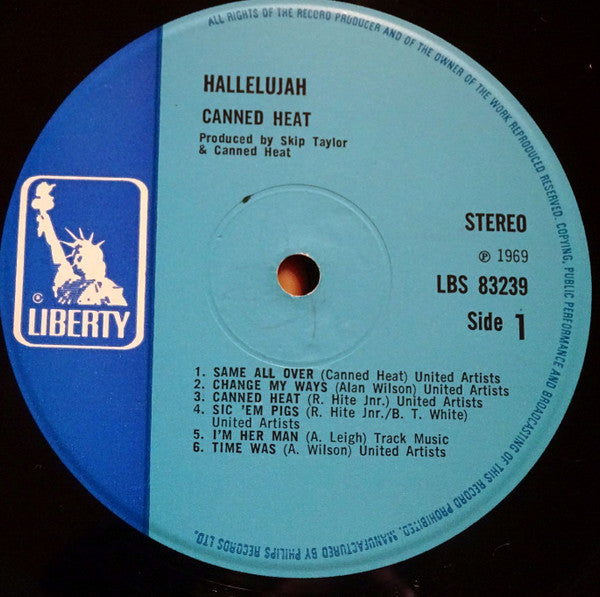 HALLELUJAH
CANNED HEAT
Produced by Skip Taylor
& Canned Heat
STEREO
℗ 1969
LBS 83239
Side 1
®
LIBERTY
1. SAME ALL OVER (Canned Heat) United Artists
2. CHANGE MY WAYS (Alan Wilson) United Artists
3. CANNED HEAT (R. Hite Jnr.) United Artists
4. SIC 'EM PIGS (R. Hite Jnr./B. T. White)
United Artists
5. I'M HER MAN (A. Leigh) Track Music
6. TIME WAS (A. Wilson) United Artists
ALL RIGHTS OF THE RECORD PRODUCER AND OF THE OWNER OF THE WORK REPRODUCED RESERVED. COPYING, PUBLIC PERFORMANCE AND BROADCASTING OF THIS RECORD PROHIBITED. MANUFACTURED BY PHILIPS RECORDS LTD.